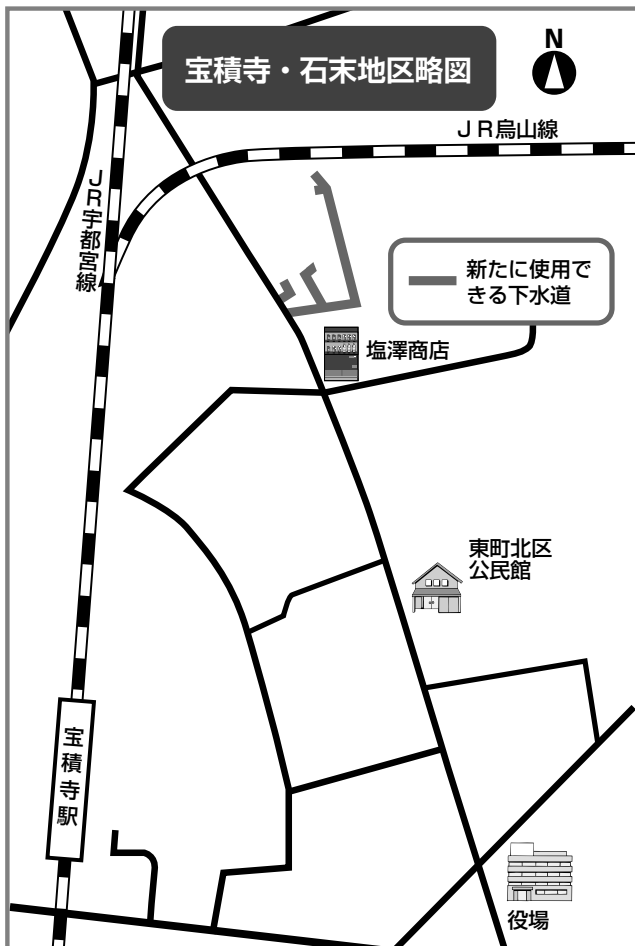 宝積寺・石末地区略図
N
JR烏山線
JR宇都宮線
新たに使用で
きる下水道
塩澤商店
東町北区
公民館
宝積寺駅
役場